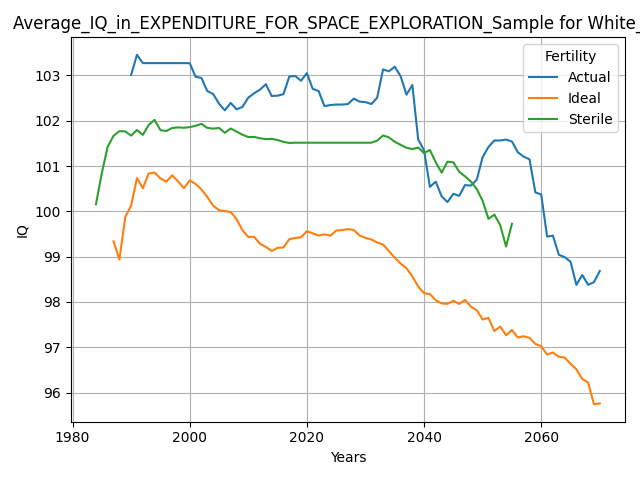 Average_IQ_in_EXPENDITURE_FOR_SPACE_EXPLORATION_Sample for White_
Fertility
Actual
Ideal
Sterile
103
102
101
100
99
98
97
96
IQ
1980
2000
2020
2040
2060
Years